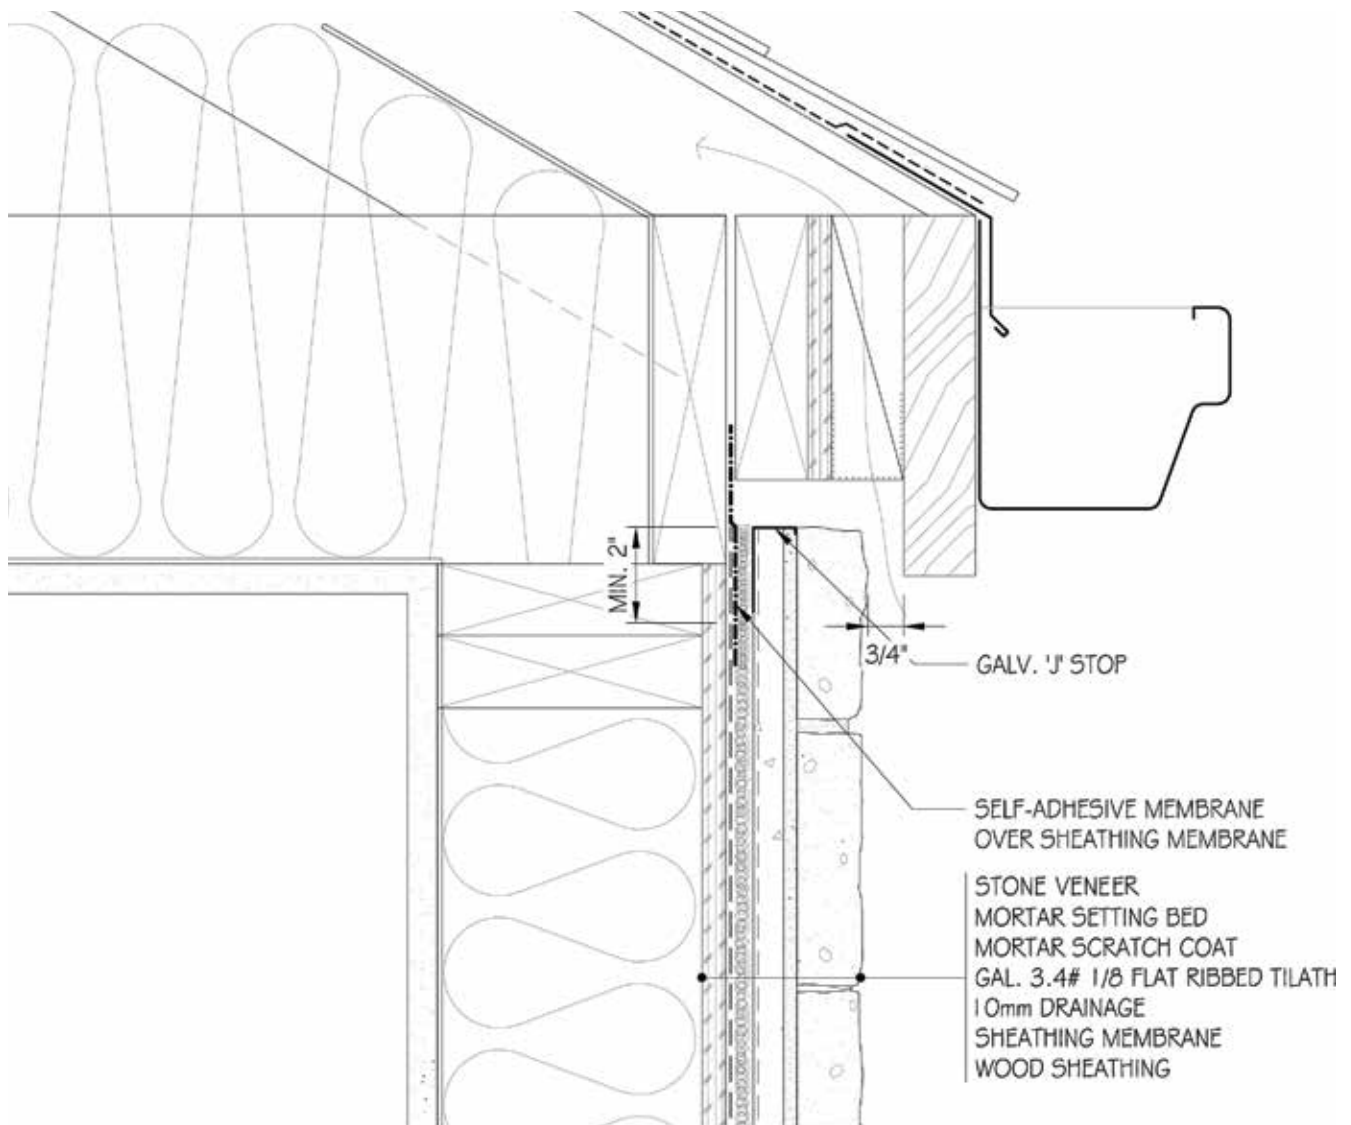 MIN. 2"
3/4"
GALV. 'J' STOP
SELF-ADHESIVE MEMBRANE
OVER SHEATHING MEMBRANE
STONE VENEER
MORTAR SETTING BED
MORTAR SCRATCH COAT
GAL. 3.4# 1/8 FLAT RIBBED TILATH
10mm DRAINAGE
SHEATHING MEMBRANE
WOOD SHEATHING